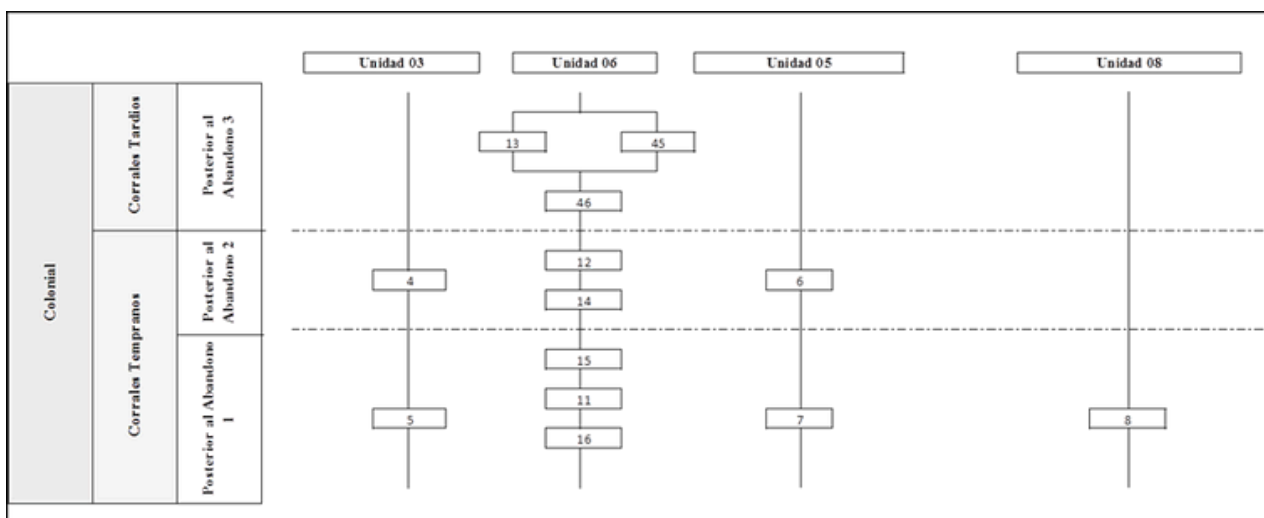 Unidad 03
Unidad 06
Unidad 05
Unidad 08
Colonial
Corrales Tardios
Posterior al
Abandono 3
13
45
46
Corrales Tempranos
Posterior al
Abandono 2
12
4
6
14
Posterior al Abandono
1
15
11
5
7
8
16